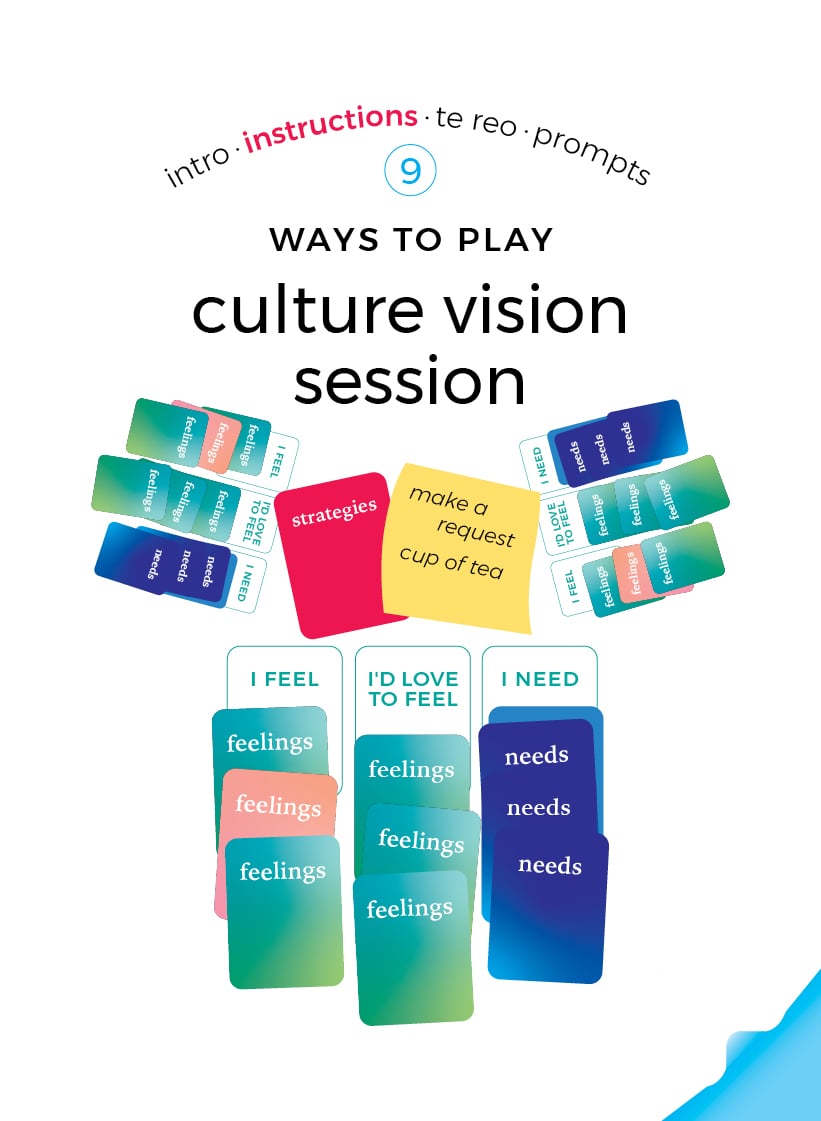 intro · instructions · te reo · prompts
9
WAYS TO PLAY
culture vision
session
feelings
feelings
feelings
I FEEL
feelings
feelings
feelings
I'D LOVE
TO FEEL
needs
needs
needs
I NEED
strategies
make a
request
cup of tea
I NEED
needs
needs
needs
I'D LOVE
TO FEEL
feelings
feelings
feelings
I FEEL
feelings
feelings
feelings
I FEEL
feelings
feelings
feelings
I'D LOVE
TO FEEL
feelings
feelings
feelings
I NEED
needs
needs
needs